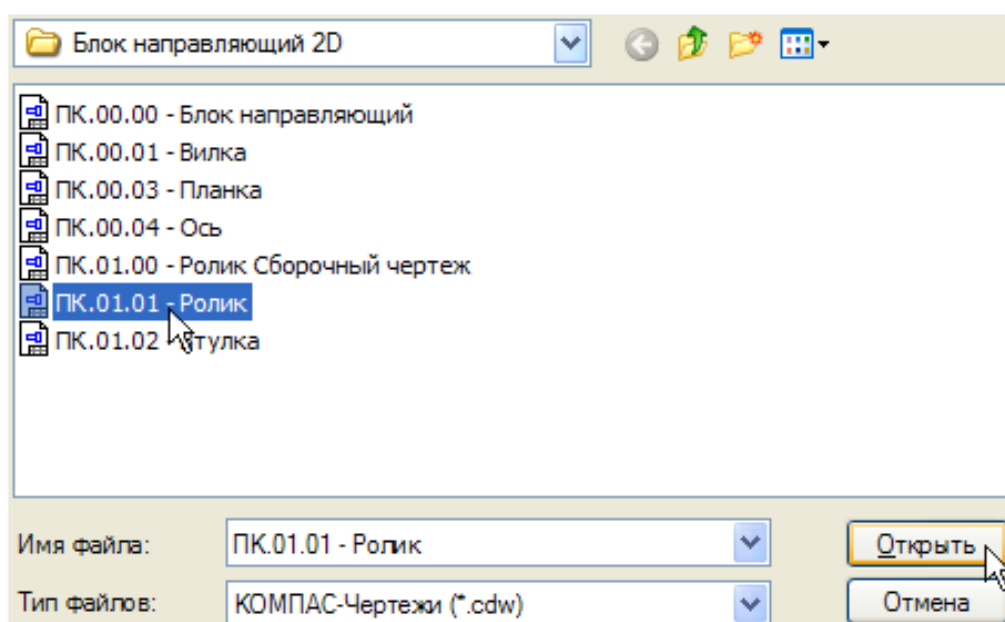 Блок направляющий 2D
ПК.00.00 - Блок направляющий
ПК.00.01 - Вилка
ПК.00.03 - Планка
ПК.00.04 - Ось
ПК.01.00 - Ролик Сборочный чертеж
ПК.01.01 - Ролик
ПК.01.02 - Втулка
Имя файла: ПК.01.01 - Ролик Открыть
Тип файлов: КОМПАС-Чертежи (*.cdw) Отмена